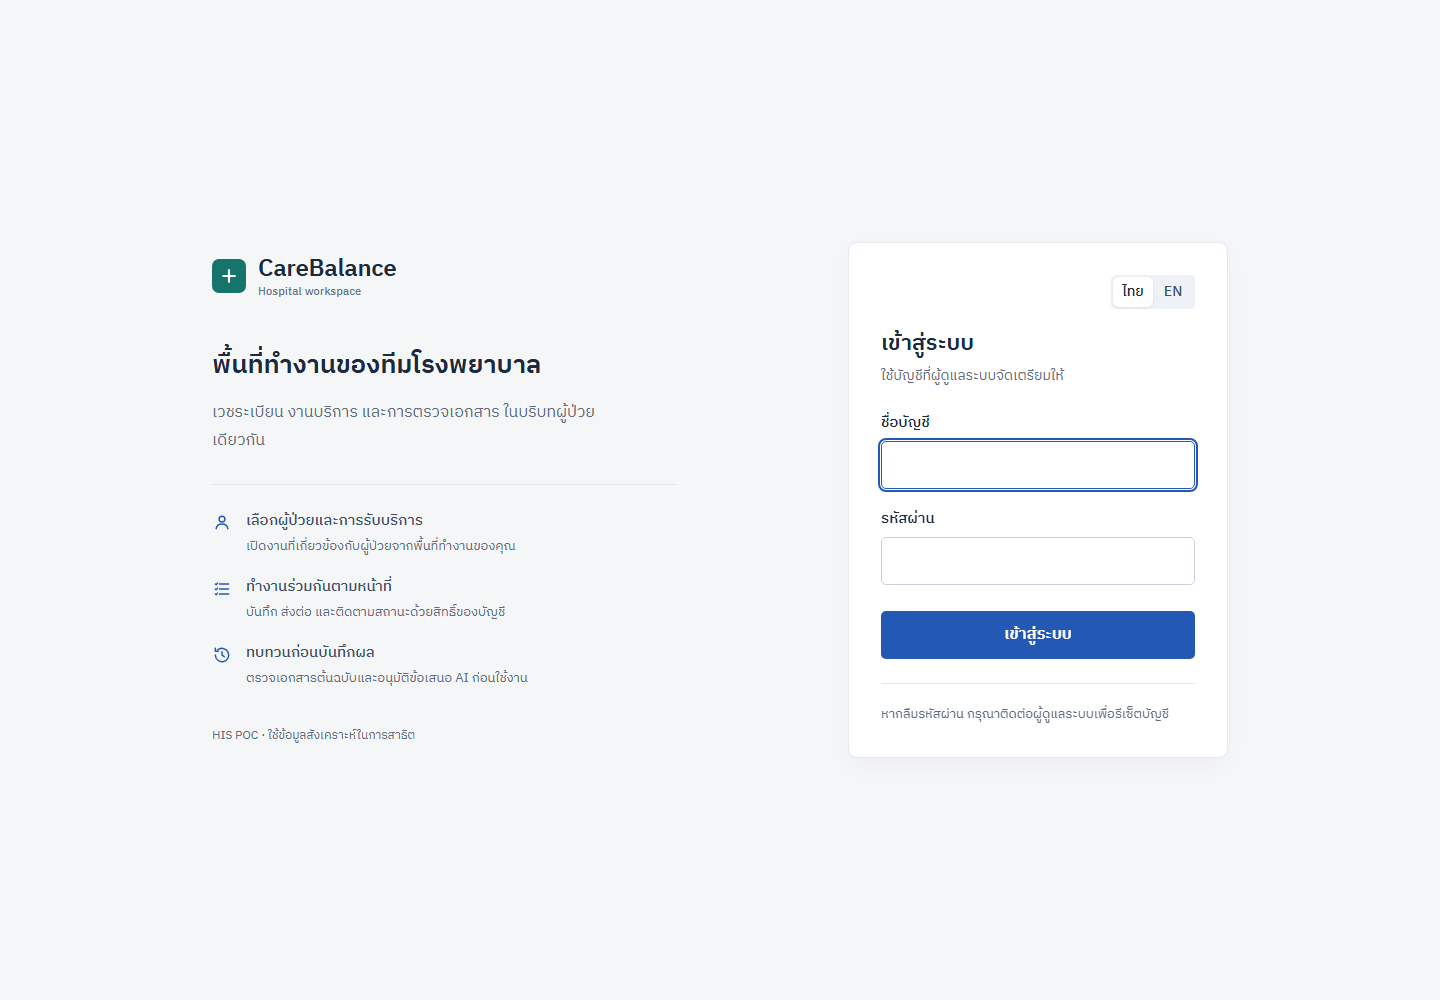 CareBalance
Hospital workspace
พื้นที่ทำงานของทีมโรงพยาบาล
เวชระเบียน งานบริการ และการตรวจเอกสาร ในบริบทผู้ป่วย
เดียวกัน
เลือกผู้ป่วยและการรับบริการ
เปิดงานที่เกี่ยวข้องกับผู้ป่วยจากพื้นที่ทำงานของคุณ
ทำงานร่วมกันตามหน้าที่
บันทึก ส่งต่อ และติดตามสถานะด้วยสิทธิ์ของบัญชี
ทบทวนก่อนบันทึกผล
ตรวจเอกสารต้นฉบับและอนุมัติข้อเสนอ AI ก่อนใช้งาน
HIS POC · ใช้ข้อมูลสังเคราะห์ในการสาธิต
ไทย EN
เข้าสู่ระบบ
ใช้บัญชีที่ผู้ดูแลระบบจัดเตรียมให้
ชื่อบัญชี
รหัสผ่าน
เข้าสู่ระบบ
หากลืมรหัสผ่าน กรุณาติดต่อผู้ดูแลระบบเพื่อรีเซ็ตบัญชี